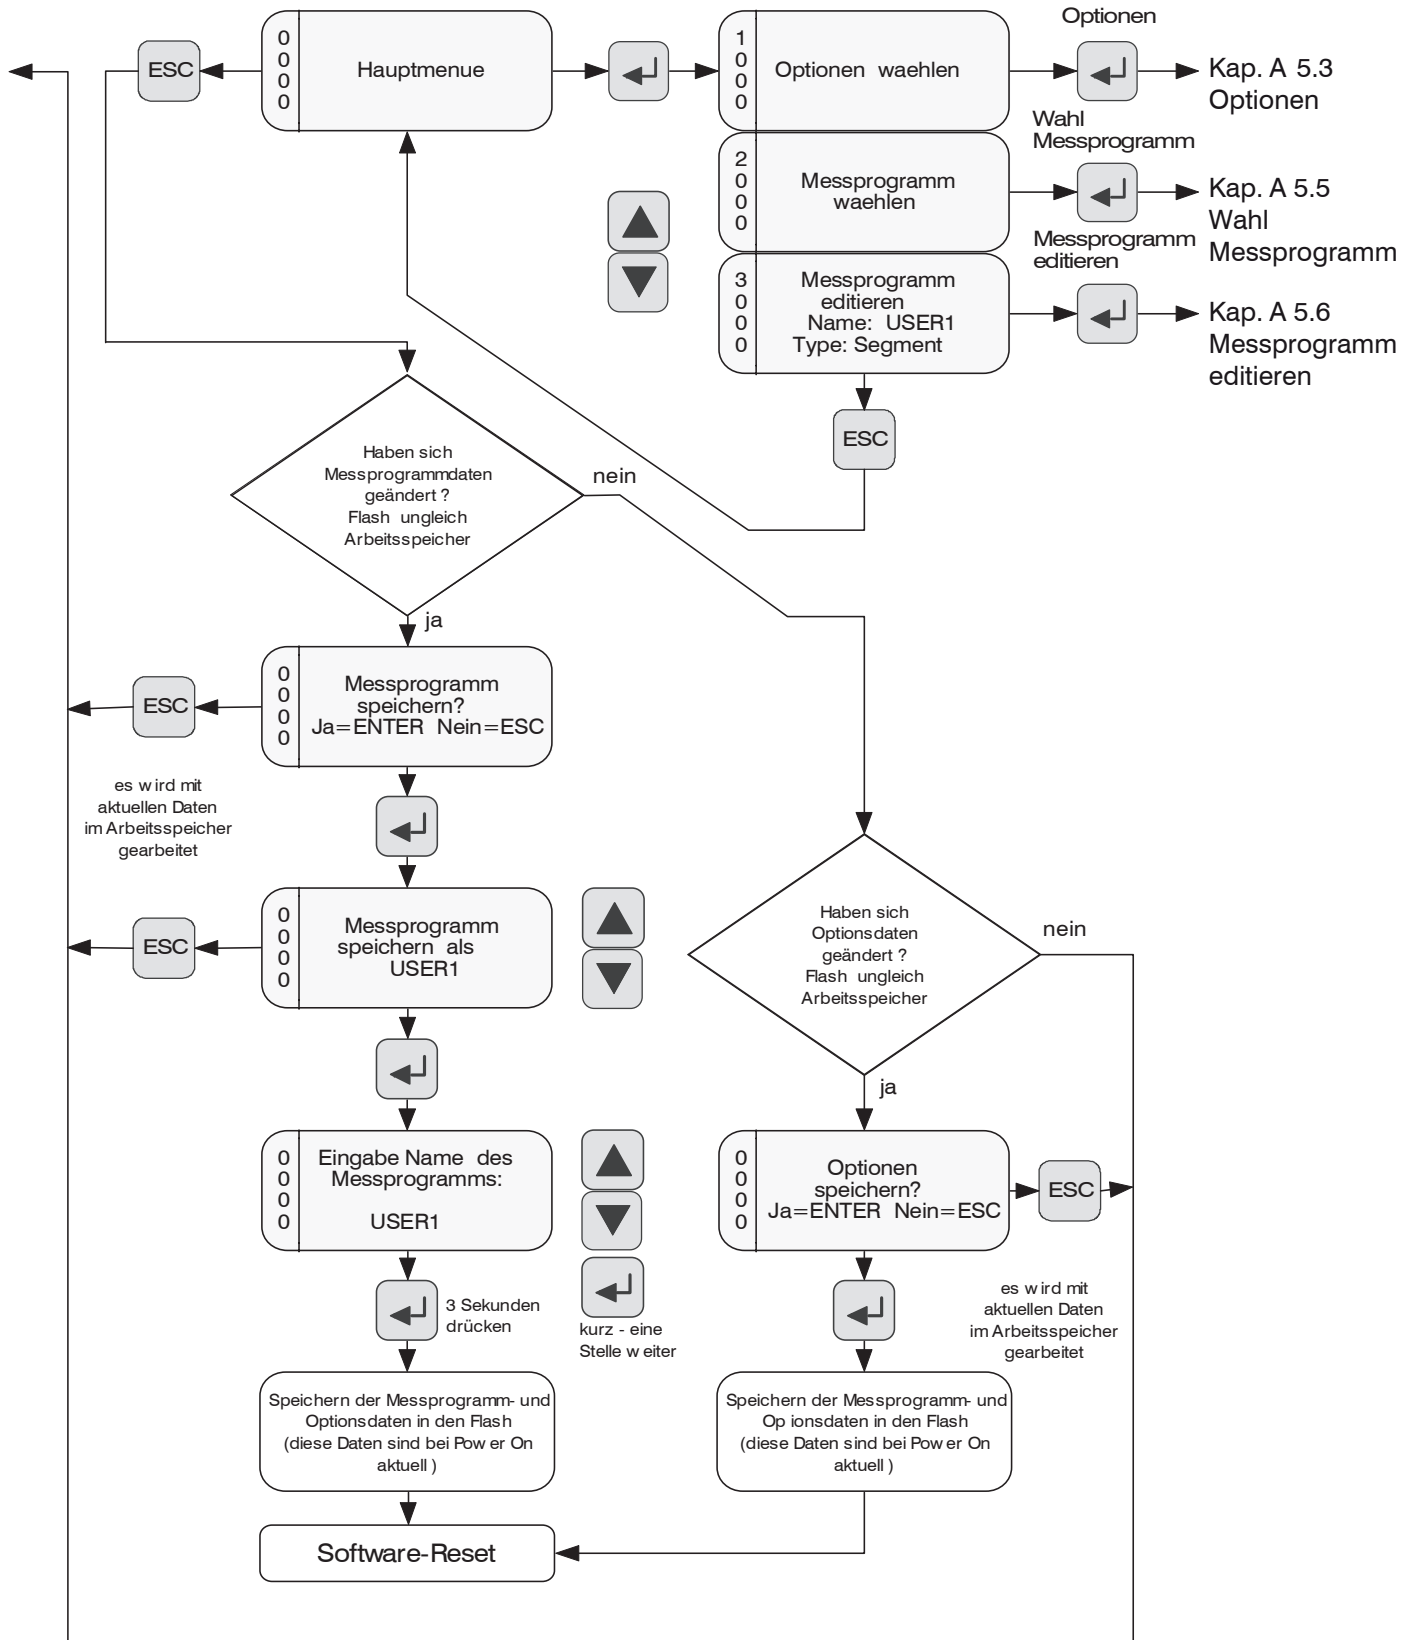 ESC
0
0
0
0
Hauptmenue
1
0
0
0
Optionen waehlen
Optionen
Kap. A 5.3
Optionen
2
0
0
0
Messprogramm
waehlen
Wahl
Messprogramm
Kap. A 5.5
Wahl
Messprogramm
3
0
0
0
Messprogramm
editieren
Name: USER1
Type: Segment
Messprogramm
editieren
Kap. A 5.6
Messprogramm
editieren
ESC
Haben sich
Messprogrammdaten
geändert ?
Flash ungleich
Arbeitsspeicher
nein
ja
ESC
0
0
0
0
Messprogramm
speichern?
Ja=ENTER Nein=ESC
es wird mit
aktuellen Daten
im Arbeitsspeicher
gearbeitet
ESC
0
0
0
0
Messprogramm
speichern als
USER1
Haben sich
Optionsdaten
geändert ?
Flash ungleich
Arbeitsspeicher
nein
ja
0
0
0
0
Eingabe Name des
Messprogramms:
USER1
3 Sekunden
drücken
kurz - eine
Stelle weiter
0
0
0
0
Optionen
speichern?
Ja=ENTER Nein=ESC
ESC
es wird mit
aktuellen Daten
im Arbeitsspeicher
gearbeitet
Speichern der Messprogramm- und
Optionsdaten in den Flash
(diese Daten sind bei Power On
aktuell )
Speichern der Messprogramm- und
Op ionsdaten in den Flash
(diese Daten sind bei Power On
aktuell )
Software-Reset